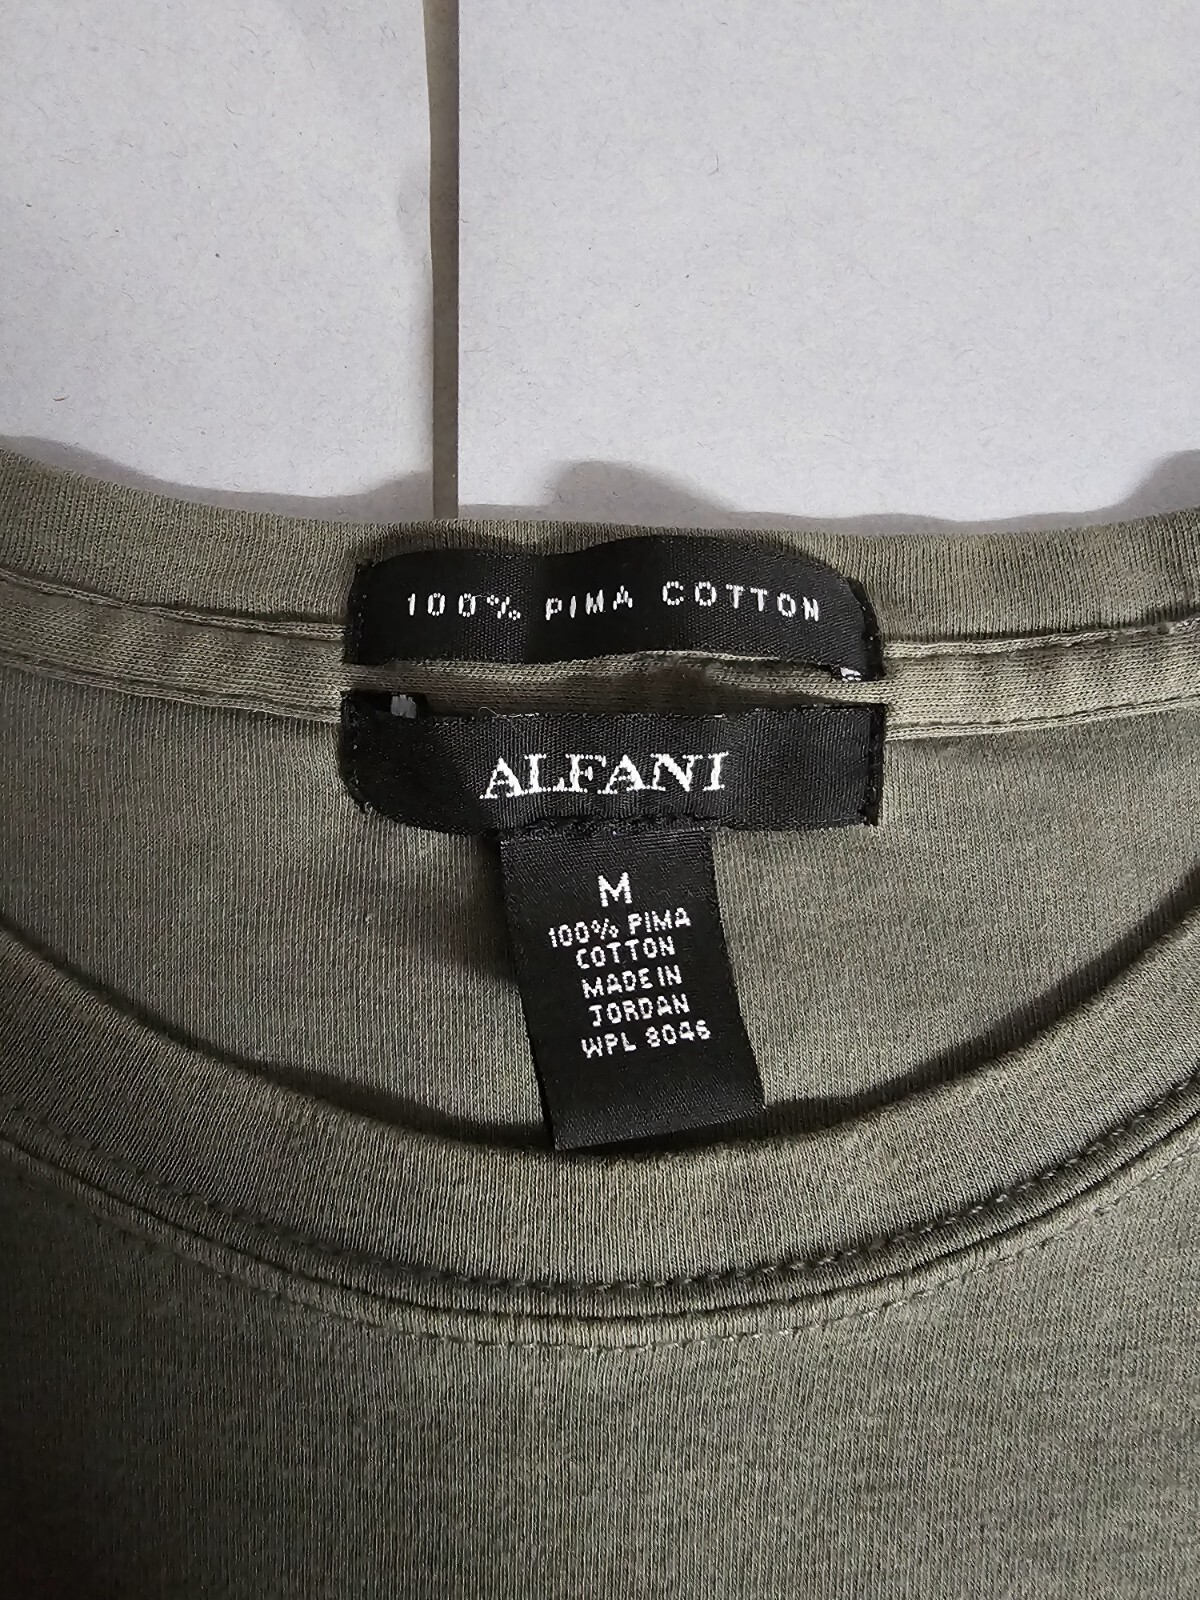 100% PIMA COTTON
ALFANI
M
100% PIMA
COTTON
MADE IN
JORDAN
WPL 8046